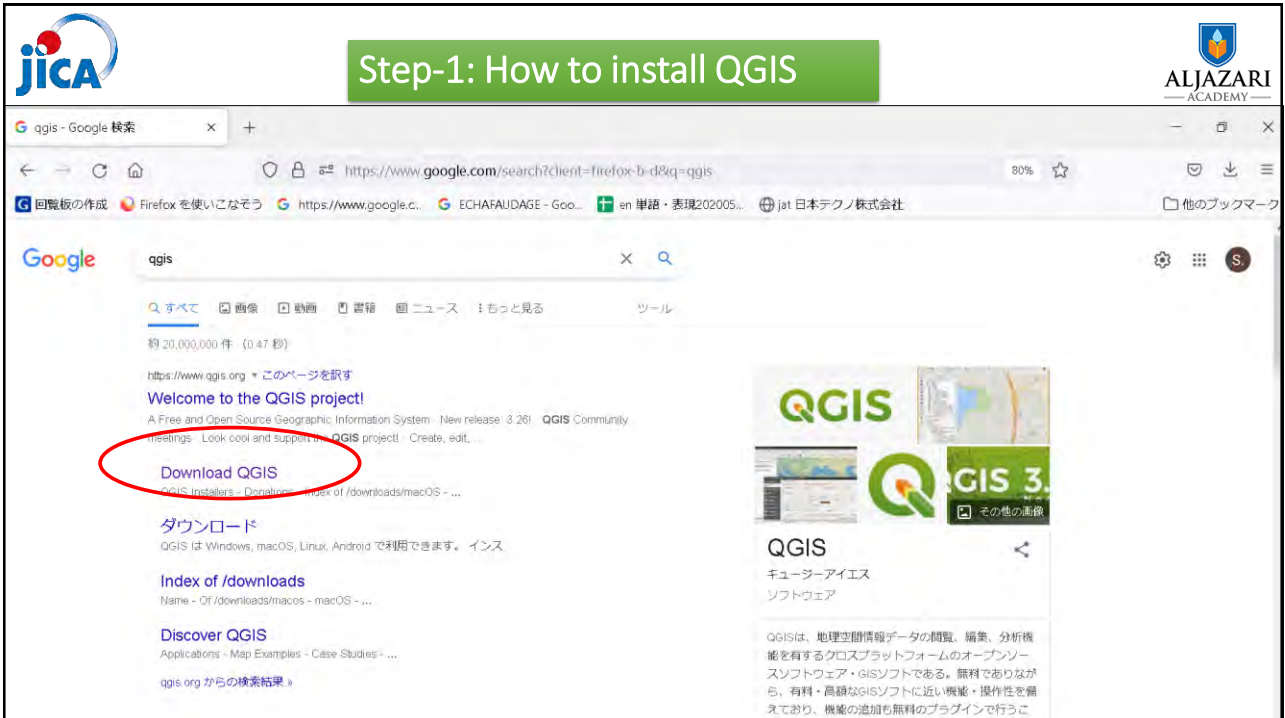 jICA
Step-1: How to install QGIS
ALJAZARI
ACADEMY
qgis - Google 検索
https://www.google.com/search?client=firefox-b-d&q=qgis
80%
回覧板の作成 Firefox を使いこなそう https://www.google.c... ECHAFAUDAGE - Goo... en 単語・表現202005... jat 日本テクノ株式会社 他のブックマーク
Google
qgis
S.
すべて 画像 動画 書籍 ニュース もっと見る ツール
約 20,000,000 件 (0.47 秒)
https://www.qgis.org このページを訳す
Welcome to the QGIS project!
A Free and Open Source Geographic Information System · New release: 3.26! · QGIS Community
meetings · Look cool and support the QGIS project! · Create, edit,
Download QGIS
QGIS Installers - Donations - Index of /downloads/macOS - ...
ダウンロード
QGIS は Windows, macOS, Linux, Android で利用できます。 インス
Index of /downloads
Name - Of /downloads/macos - macOS - ...
Discover QGIS
Applications - Map Examples - Case Studies - ...
qgis.org からの検索結果 »
QGIS
GIS 3.
その他の画像
QGIS
キュージーアイエス
ソフトウェア
QGISは、地理空間情報データの閲覧、編集、分析機
能を有するクロスプラットフォームのオープンソー
スソフトウェア・GISソフトである。無料でありなが
ら、有料・高額なGISソフトに近い機能・操作性を備
えており、機能の追加も無料のプラグインで行うこ